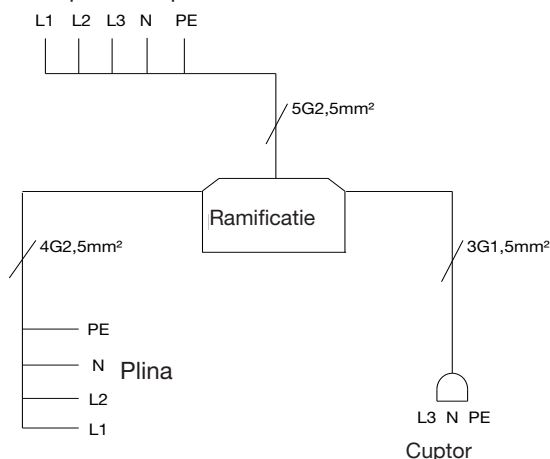 L1 L2 L3 N PE
5G2,5mm²
Ramificatie
4G2,5mm²
3G1,5mm²
PE
N Plina
L2
L1
L3 N PE
Cuptor